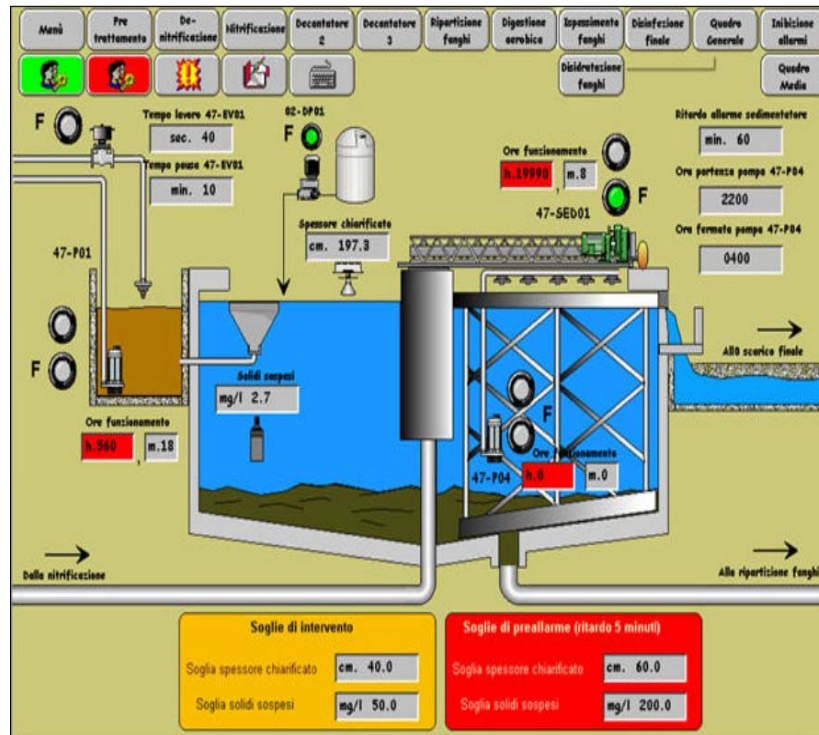 Menù
Pre trattamento
De-nitrificazione
Nitrificazione
Decantatore 2
Decantatore 3
Ripartizione fanghi
Digestione aerobica
Ispessimento fanghi
Disinfezione finale
Quadro Generale
Inibizione allarmi
Disidratazione fanghi
Quadro Media
F
Tempo lavoro 47-EV01
sec. 40
Tempo pausa 47-EV01
min. 10
02-DP01
F
Spessore chiarificato
cm. 197.3
Ore funzionamento
h.19990 , m.8
47-SED01
F
Ritardo allarme sedimentatore
min. 60
Ora partenza pompa 47-P04
2200
Ora fermata pompa 47-P04
0400
47-P01
F
Ore funzionamento
h.560 , m.18
Solidi sospesi
mg/l 2.7
F
Ore funzionamento
47-P04
h.0 , m.0
Allo scarico finale
Dalla nitrificazione
Alla ripartizione fanghi
Soglie di intervento
Soglia spessore chiarificato
cm. 40.0
Soglia solidi sospesi
mg/l 50.0
Soglie di preallarme (ritardo 5 minuti)
Soglia spessore chiarificato
cm. 60.0
Soglia solidi sospesi
mg/l 200.0